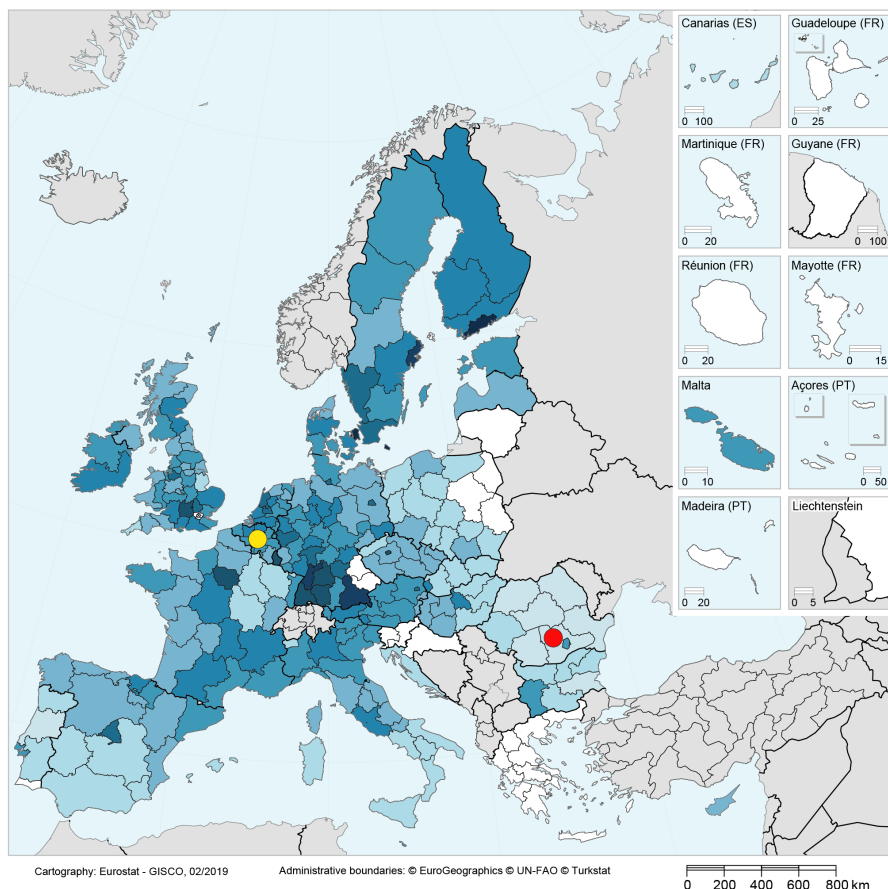 Canarias (ES)
0 100
Guadeloupe (FR)
0 25
Martinique (FR)
0 20
Guyane (FR)
0 100
Réunion (FR)
0 20
Mayotte (FR)
0 15
Malta
0 10
Açores (PT)
0 50
Madeira (PT)
0 20
Liechtenstein
0 5
Cartography: Eurostat - GISCO, 02/2019
Administrative boundaries: © EuroGeographics © UN-FAO © Turkstat
0 200 400 600 800 km